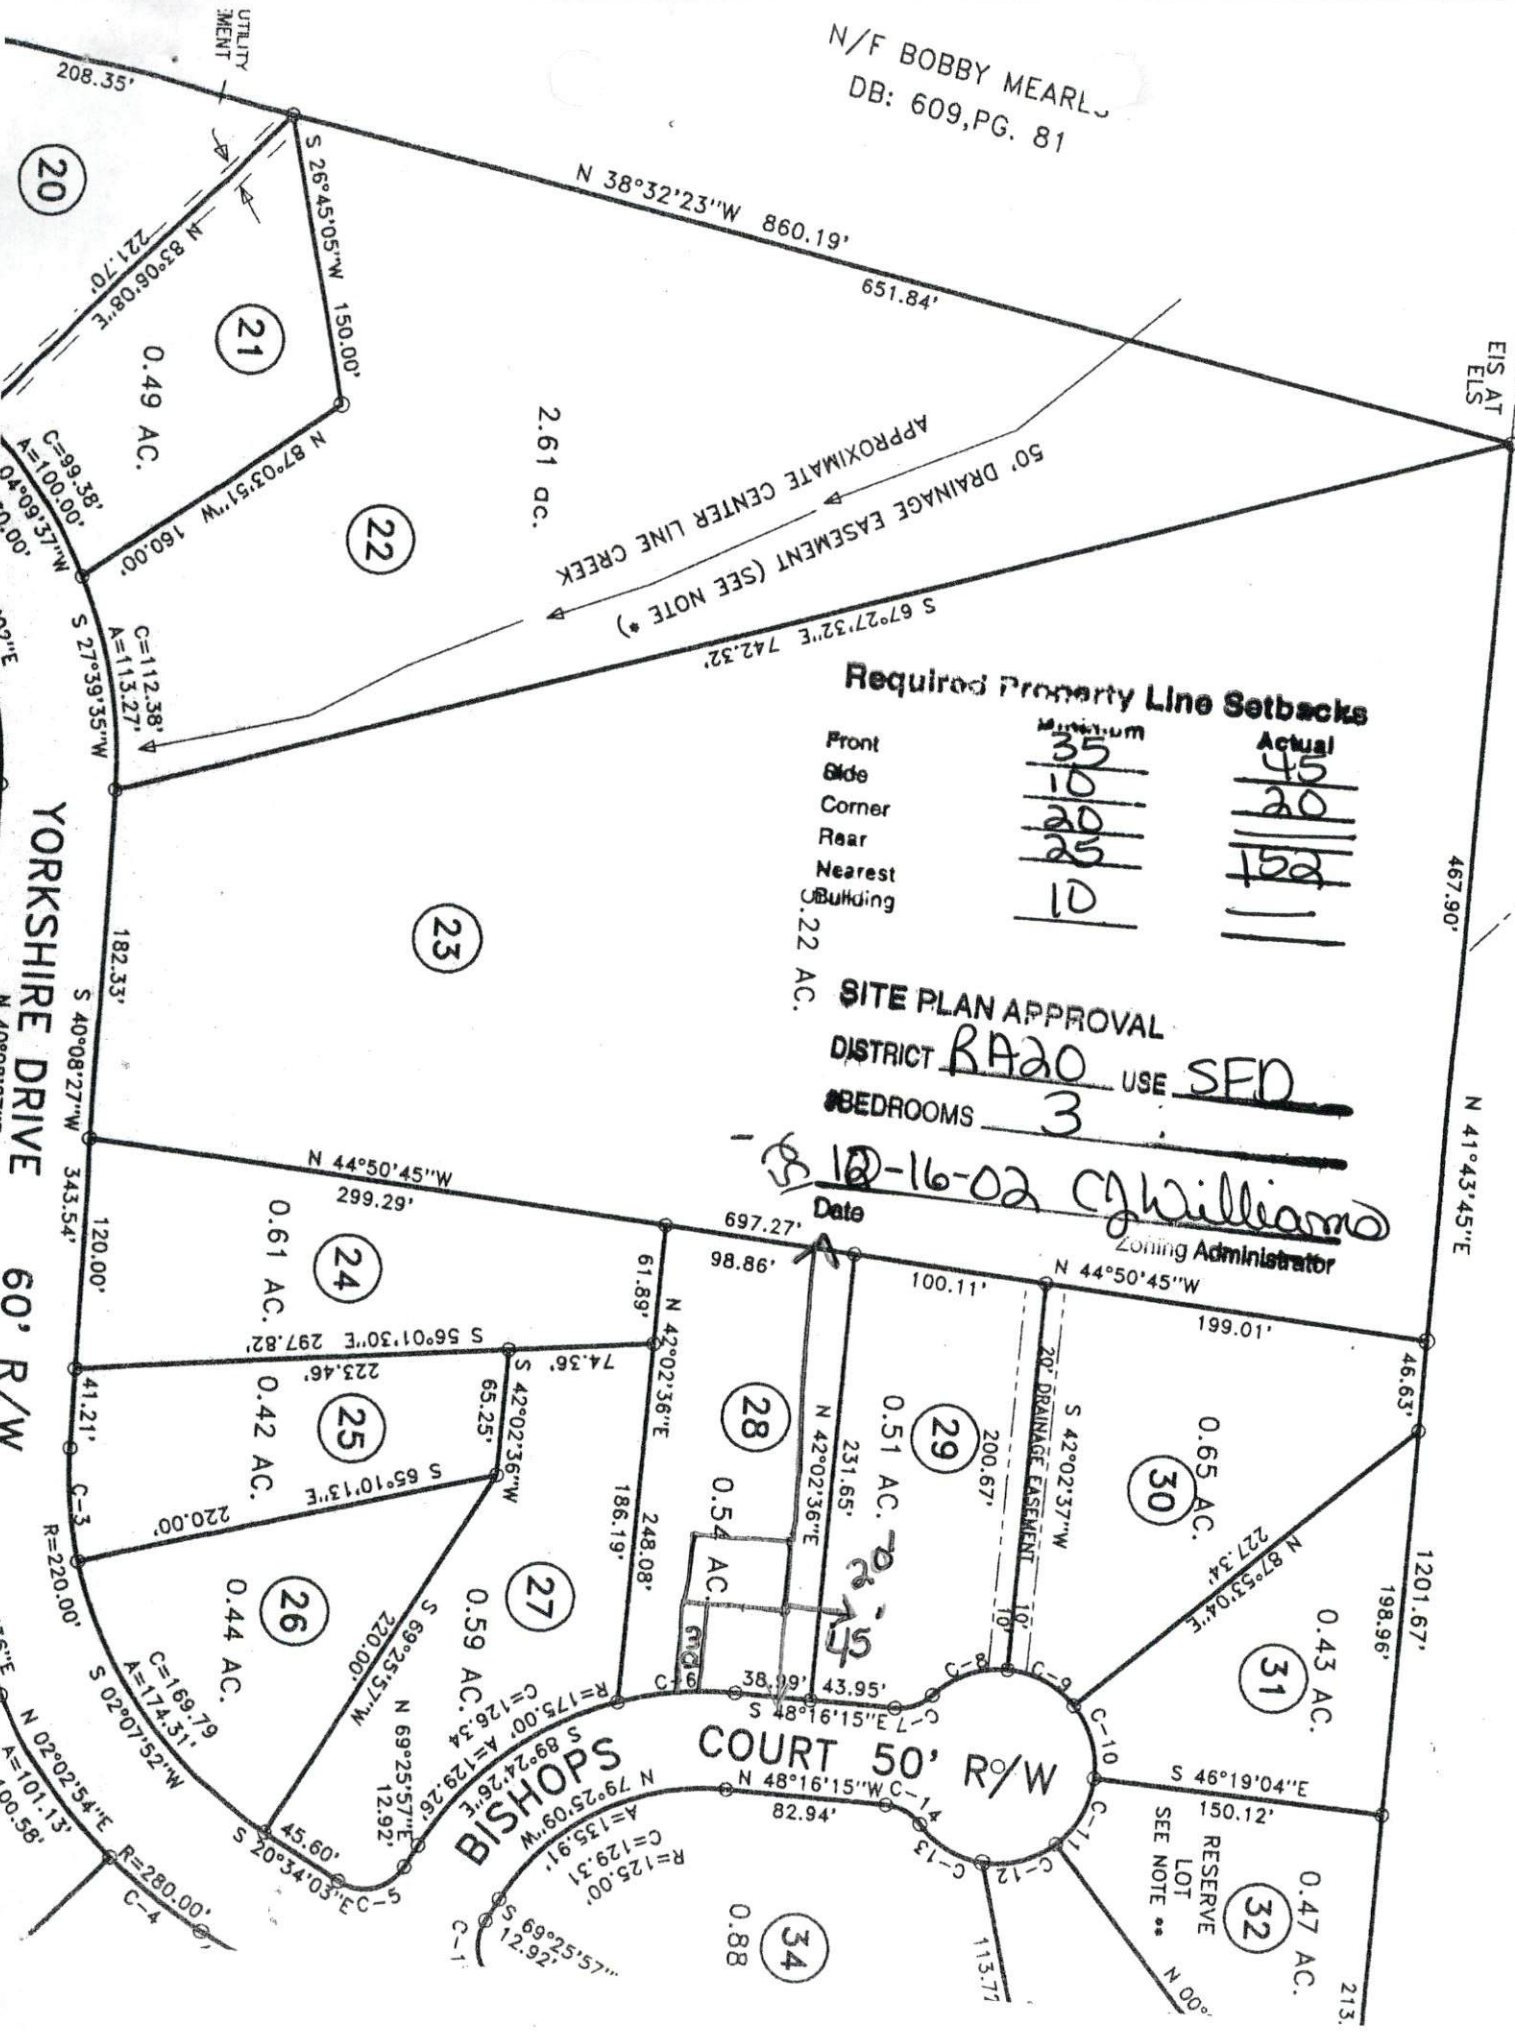 N/F BOBBY MEARL
DB: 609,PG. 81
UTILITY
EMENT
208.35'
20
N 38°32'23"W 860.19'
651.84'
EIS AT
ELS
S 26°45'05"W 150.00'
N 83°06'08"E
221.70'
21
0.49 AC.
N 87°03'51"W
160.00'
C=99.38'
A=100.00'
04°09'37"W
2.61 ac.
22
APPROXIMATE CENTER LINE CREEK
50' DRAINAGE EASEMENT (SEE NOTE *)
S 67°27'32"E 742.32'
C=112.38'
A=113.27'
S 27°39'35"W
Required Property Line Setbacks
Minimum Actual
Front 35 45
Side 10 20
Corner 20
Rear 25 152
Nearest
Building 10
.22 AC.
SITE PLAN APPROVAL
DISTRICT RA20 USE SFD
#BEDROOMS 3
12-16-02 CJ Williams
Date
Zoning Administrator
467.90'
N 41°43'45"E
1201.67'
23
YORKSHIRE DRIVE 60' R/W
182.33'
S 40°08'27"W 343.54'
120.00'
41.21'
C-3
R=220.00'
N 44°50'45"W
299.29'
697.27'
98.86'
100.11'
N 44°50'45"W
199.01'
46.63'
198.96'
24
0.61 AC.
S 56°01'30"E 297.82'
223.46'
74.36'
61.89'
N 42°02'36"E
186.19'
248.08'
25
0.42 AC.
S 42°02'36"W
65.25'
S 65°10'13"E
220.00'
26
0.44 AC.
S 69°25'57"W
220.00'
C=169.79
A=174.31'
S 02°07'52"W
27
0.59 AC.
28
0.54 AC.
N 42°02'36"E
231.65'
29
0.51 AC.
20'
45
200.67'
20' DRAINAGE EASEMENT
10'
10'
S 42°02'37"W
30
0.65 AC.
N 87°53'04"E
227.34'
31
0.43 AC.
S 46°19'04"E
150.12'
RESERVE
LOT
SEE NOTE **
32
0.47 AC.
213.
N 00°
113.77
34
0.88
C-6
38.99'
43.95'
S 48°16'15"E
C-7
C-8
C-9
C-10
C-11
C-12
C-13
C-14
BISHOPS COURT 50' R/W
N 48°16'15"W
82.94'
R=175.00' A=129.26'
C=126.34
S 89°24'26"E
N 69°25'57"E
12.92'
N 79°25'09"W
A=135.91'
C=129.31
R=125.00'
S 69°25'57"
12.92'
C-1
45.60'
S 20°34'03"E
C-5
N 02°02'54"E
A=101.13'
100.58'
R=280.00'
C-4